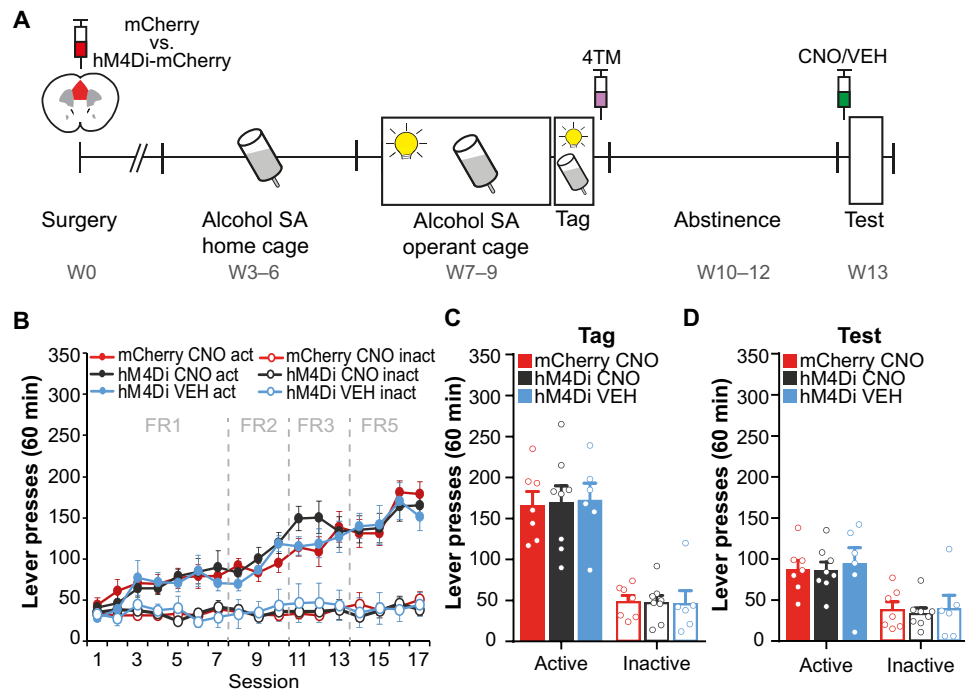 A
mCherry
vs.
hM4Di-mCherry
4TM
CNO/VEH
Surgery
Alcohol SA
home cage
Alcohol SA
operant cage
Tag
Abstinence
Test
W0
W3–6
W7–9
W10–12
W13
B
mCherry CNO act
mCherry CNO inact
hM4Di CNO act
hM4Di CNO inact
hM4Di VEH act
hM4Di VEH inact
FR1
FR2
FR3
FR5
Lever presses (60 min)
350
300
250
200
150
100
50
0
1
3
5
7
9
11
13
15
17
Session
C
Tag
mCherry CNO
hM4Di CNO
hM4Di VEH
Lever presses (60 min)
350
300
250
200
150
100
50
0
Active
Inactive
D
Test
mCherry CNO
hM4Di CNO
hM4Di VEH
Lever presses (60 min)
350
300
250
200
150
100
50
0
Active
Inactive